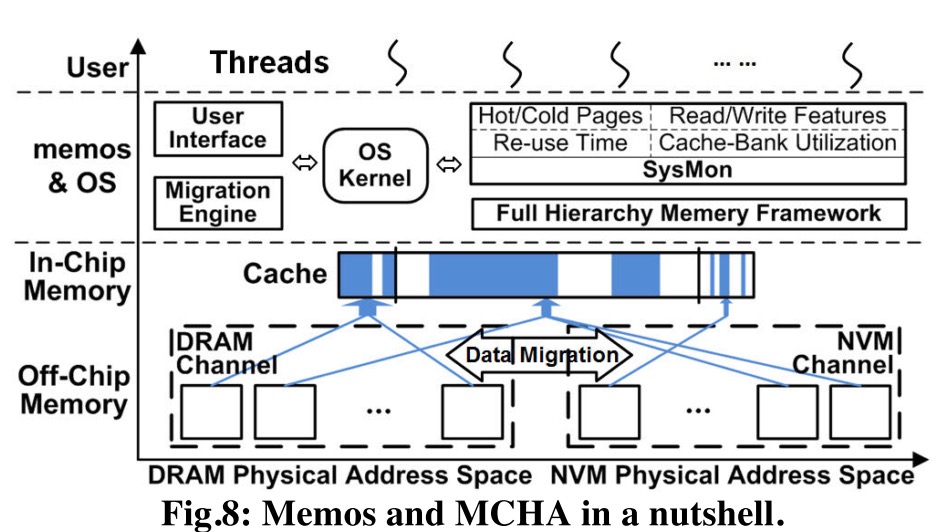 User
Threads
... ...
memos
& OS
User
Interface
Migration
Engine
OS
Kernel
Hot/Cold Pages
Read/Write Features
Re-use Time
Cache-Bank Utilization
SysMon
Full Hierarchy Memery Framework
In-Chip
Memory
Cache
Off-Chip
Memory
DRAM
Channel
Data Migration
NVM
Channel
...
...
DRAM Physical Address Space
NVM Physical Address Space
Fig.8: Memos and MCHA in a nutshell.